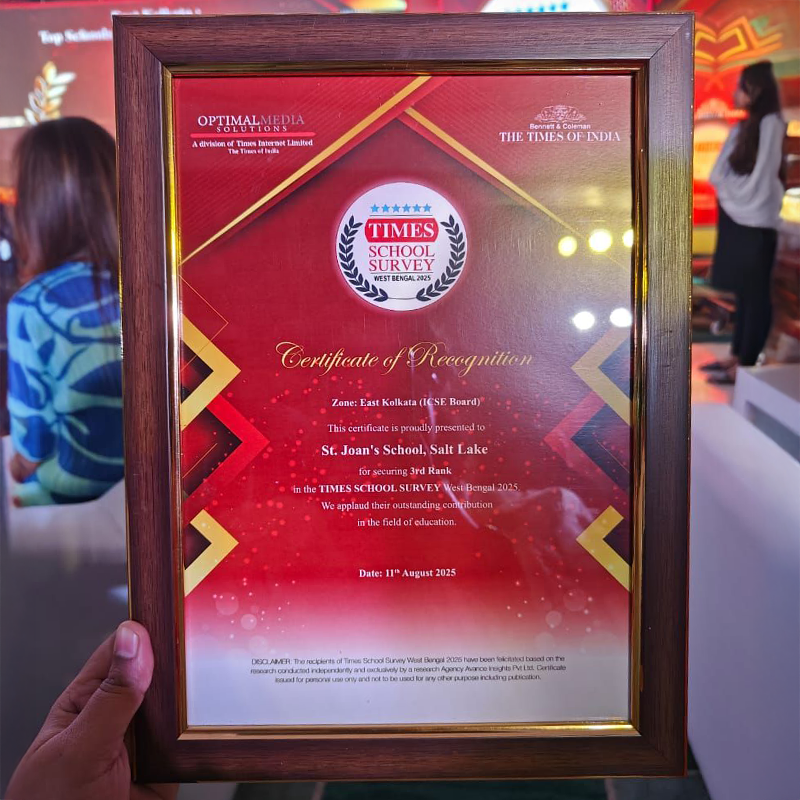 Top Schools
OPTIMALMEDIA
SOLUTIONS
A division of Times Internet Limited
The Times of India
Bennett & Coleman
THE TIMES OF INDIA
TIMES
SCHOOL
SURVEY
WEST BENGAL 2025
Certificate of Recognition
Zone: East Kolkata (ICSE Board)
This certificate is proudly presented to
St. Joan's School, Salt Lake
for securing 3rd Rank
in the TIMES SCHOOL SURVEY West Bengal 2025.
We applaud their outstanding contribution
in the field of education.
Date: 11th August 2025
DISCLAIMER: The recipients of Times School Survey West Bengal 2025 have been felicitated based on the
research conducted independently and exclusively by a research Agency Avance Insights Pvt Ltd. Certificate
issued for personal use only and not to be used for any other purpose including publication.